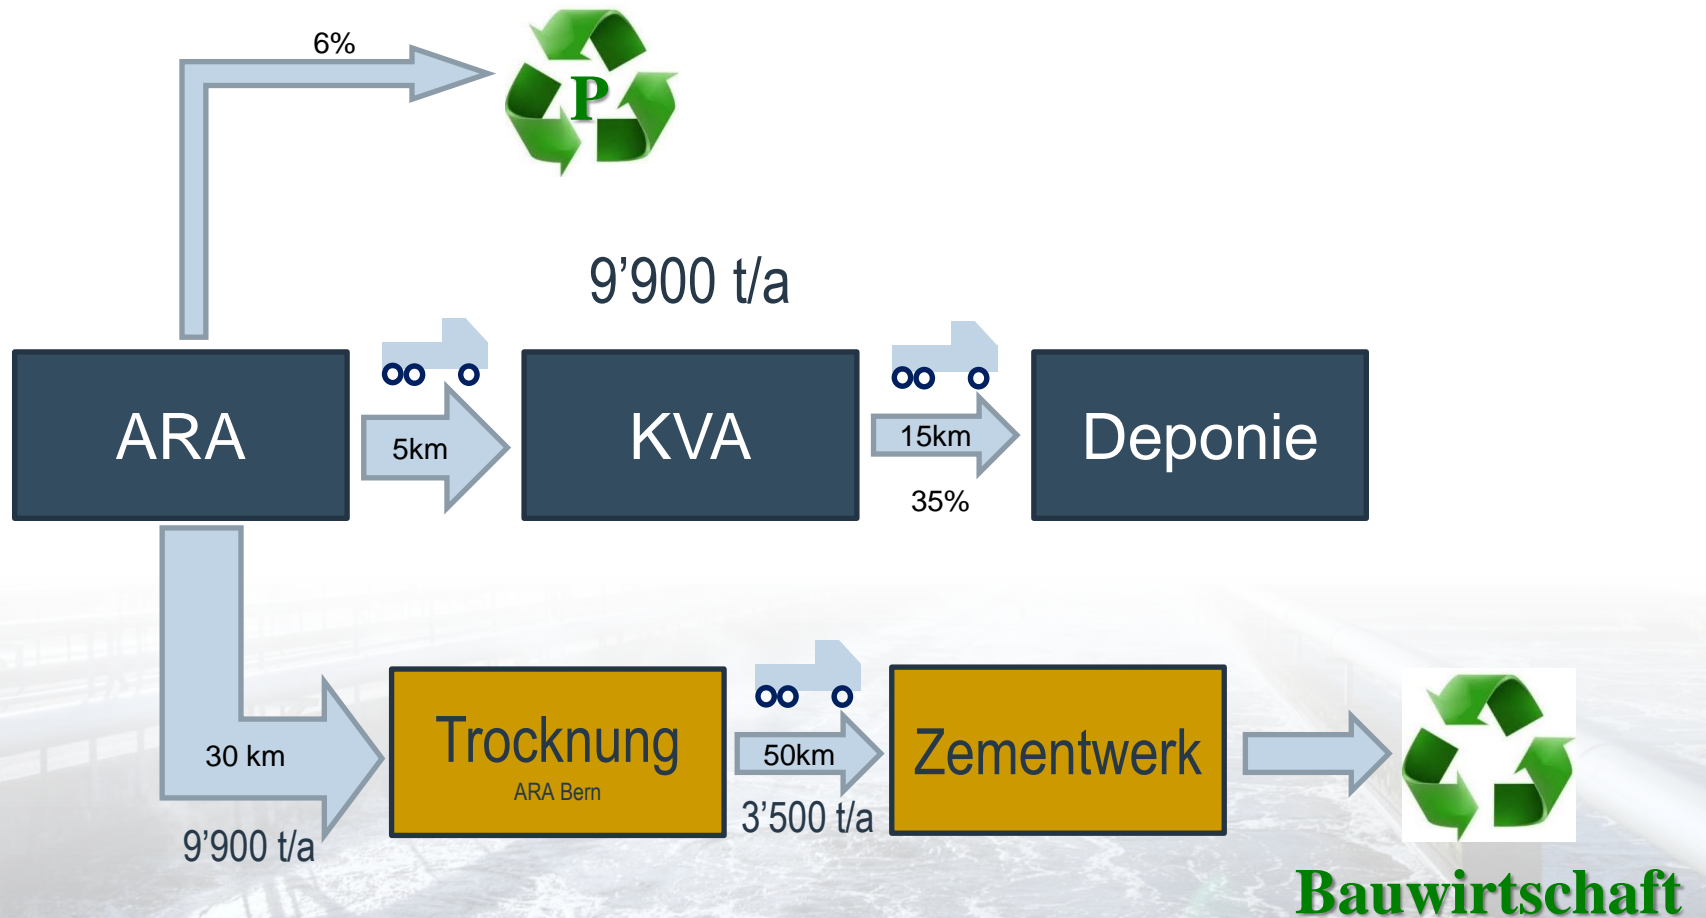 6%
P
9’900 t/a
ARA
5km
KVA
15km
35%
Deponie
30 km
9’900 t/a
Trocknung
ARA Bern
50km
3’500 t/a
Zementwerk
Bauwirtschaft